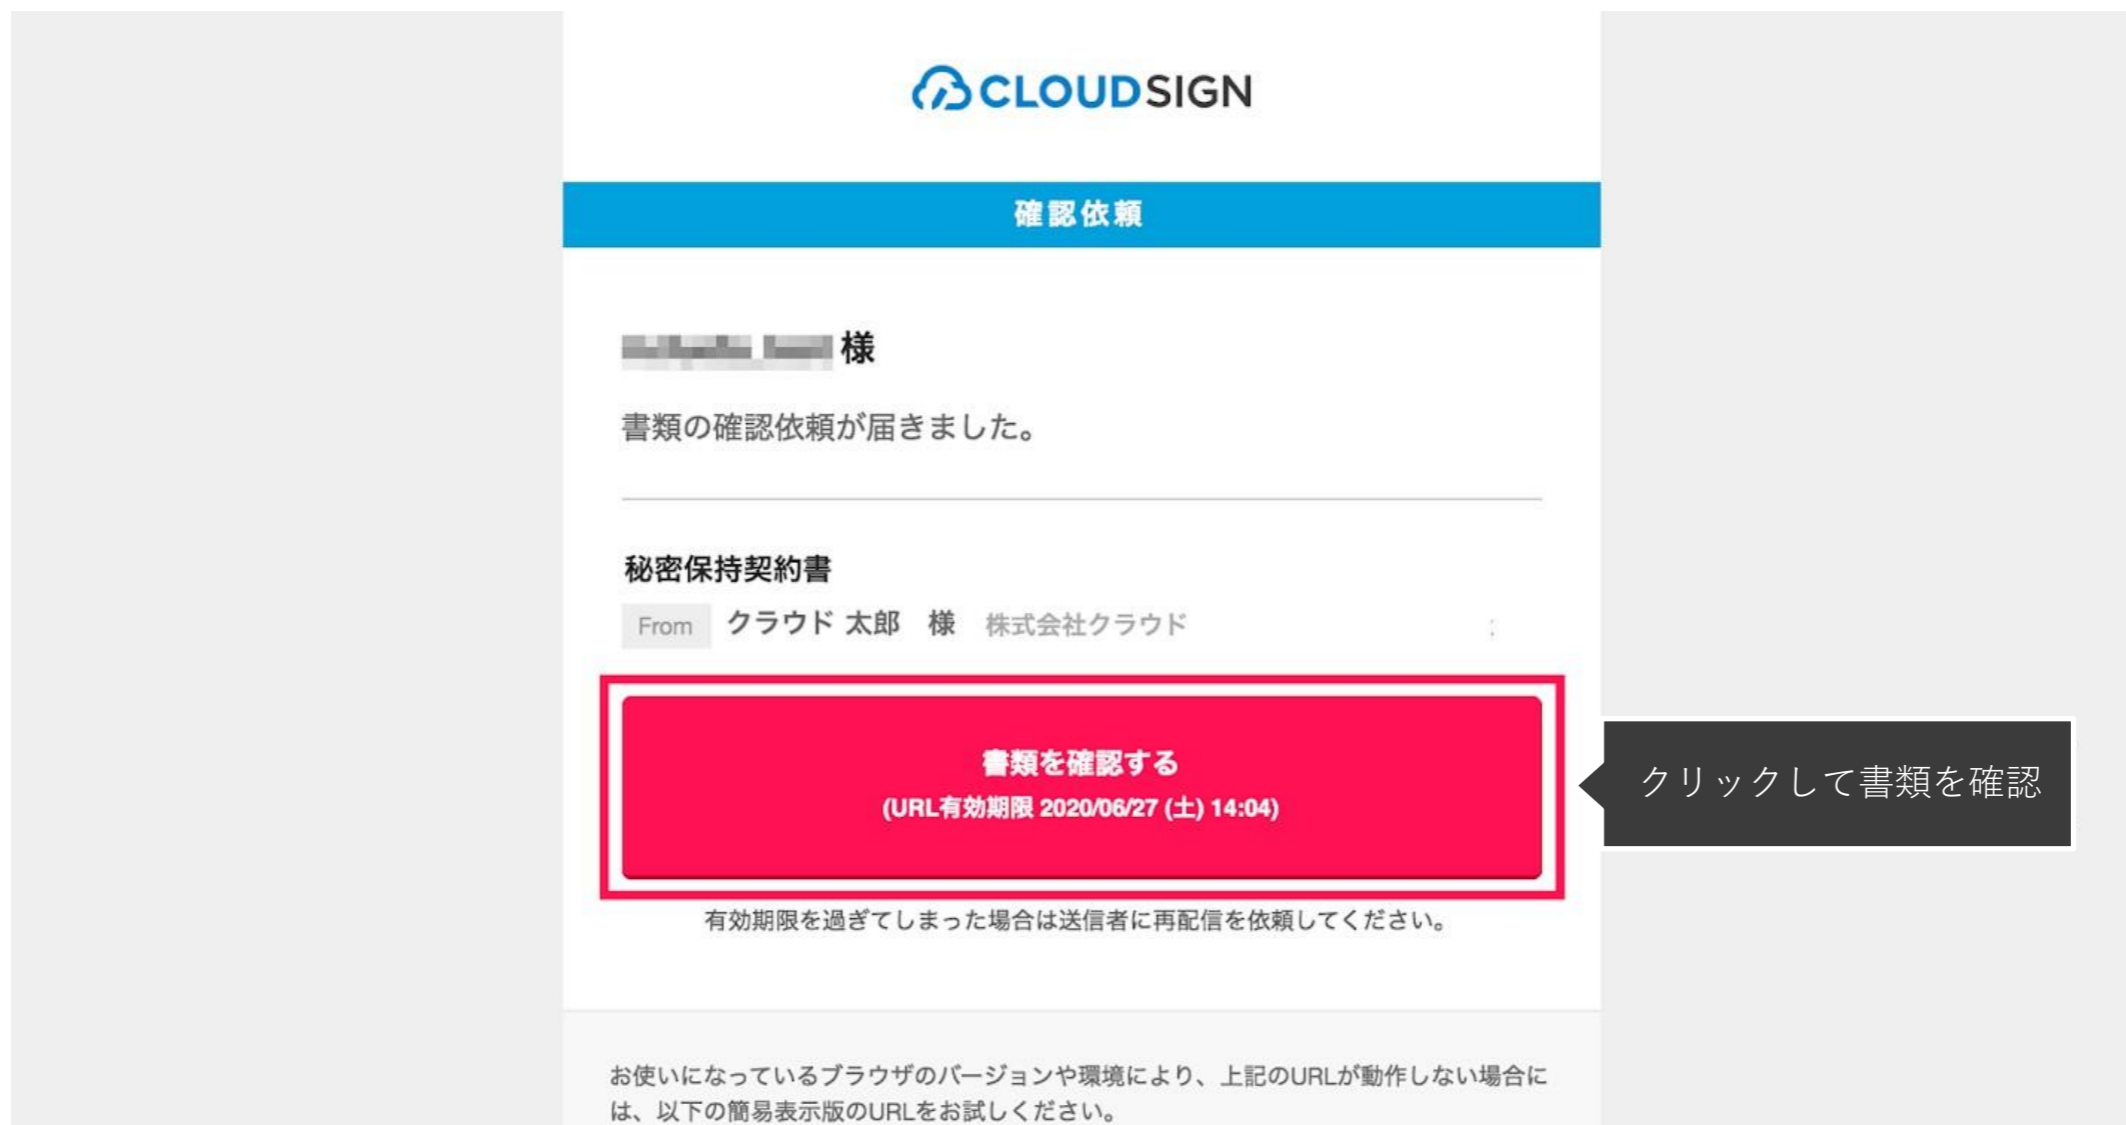 CLOUDSIGN
確認依頼
様
書類の確認依頼が届きました。
秘密保持契約書
From クラウド 太郎 様 株式会社クラウド
書類を確認する
(URL有効期限 2020/06/27 (土) 14:04)
クリックして書類を確認
有効期限を過ぎてしまった場合は送信者に再配信を依頼してください。
お使いになっているブラウザのバージョンや環境により、上記のURLが動作しない場合に
は、以下の簡易表示版のURLをお試しください。